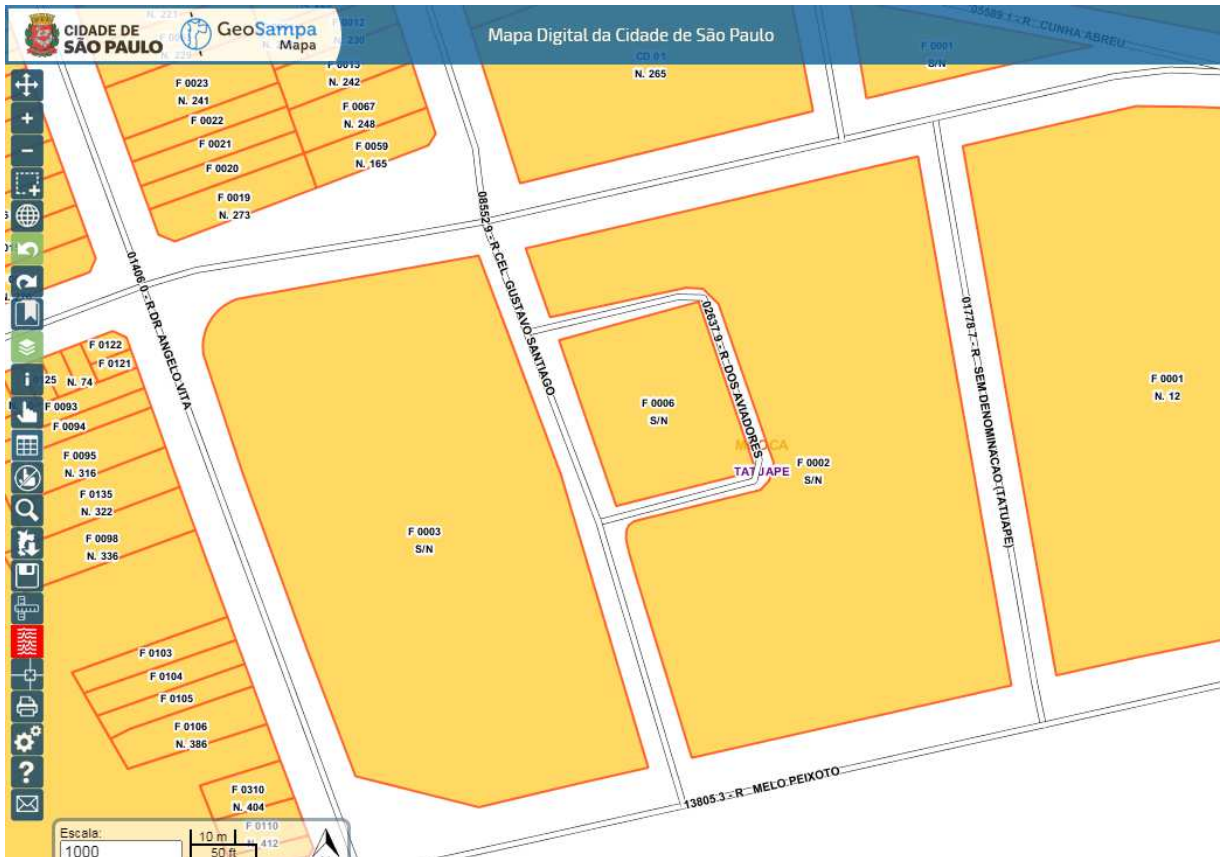 CIDADE DE
SÃO PAULO
GeoSampa
Mapa
Mapa Digital da Cidade de São Paulo
05589.1 - R CUNHA ABREU
CD 01
N. 265
F 0001
S/N
F 0023
N. 241
F 0022
F 0021
F 0020
F 0019
N. 273
N. 242
F 0067
N. 248
F 0059
N. 165
08552.9 - R CEL GUSTAVO SANTIAGO
01406.0 - R DR ANGELO VITA
02637.9 - R DOS AVIADORES
01778.7 - R SEM DENOMINACAO (TATUAPE)
F 0122
F 0121
N. 74
F 0093
F 0094
F 0095
N. 316
F 0135
N. 322
F 0098
N. 336
F 0006
S/N
MOOCA
TATUAPE
F 0002
S/N
F 0001
N. 12
F 0003
S/N
F 0103
F 0104
F 0105
F 0106
N. 386
F 0310
N. 404
F 0110
N. 412
13805.3 - R MELO PEIXOTO
Escala:
1000
10 m
50 ft